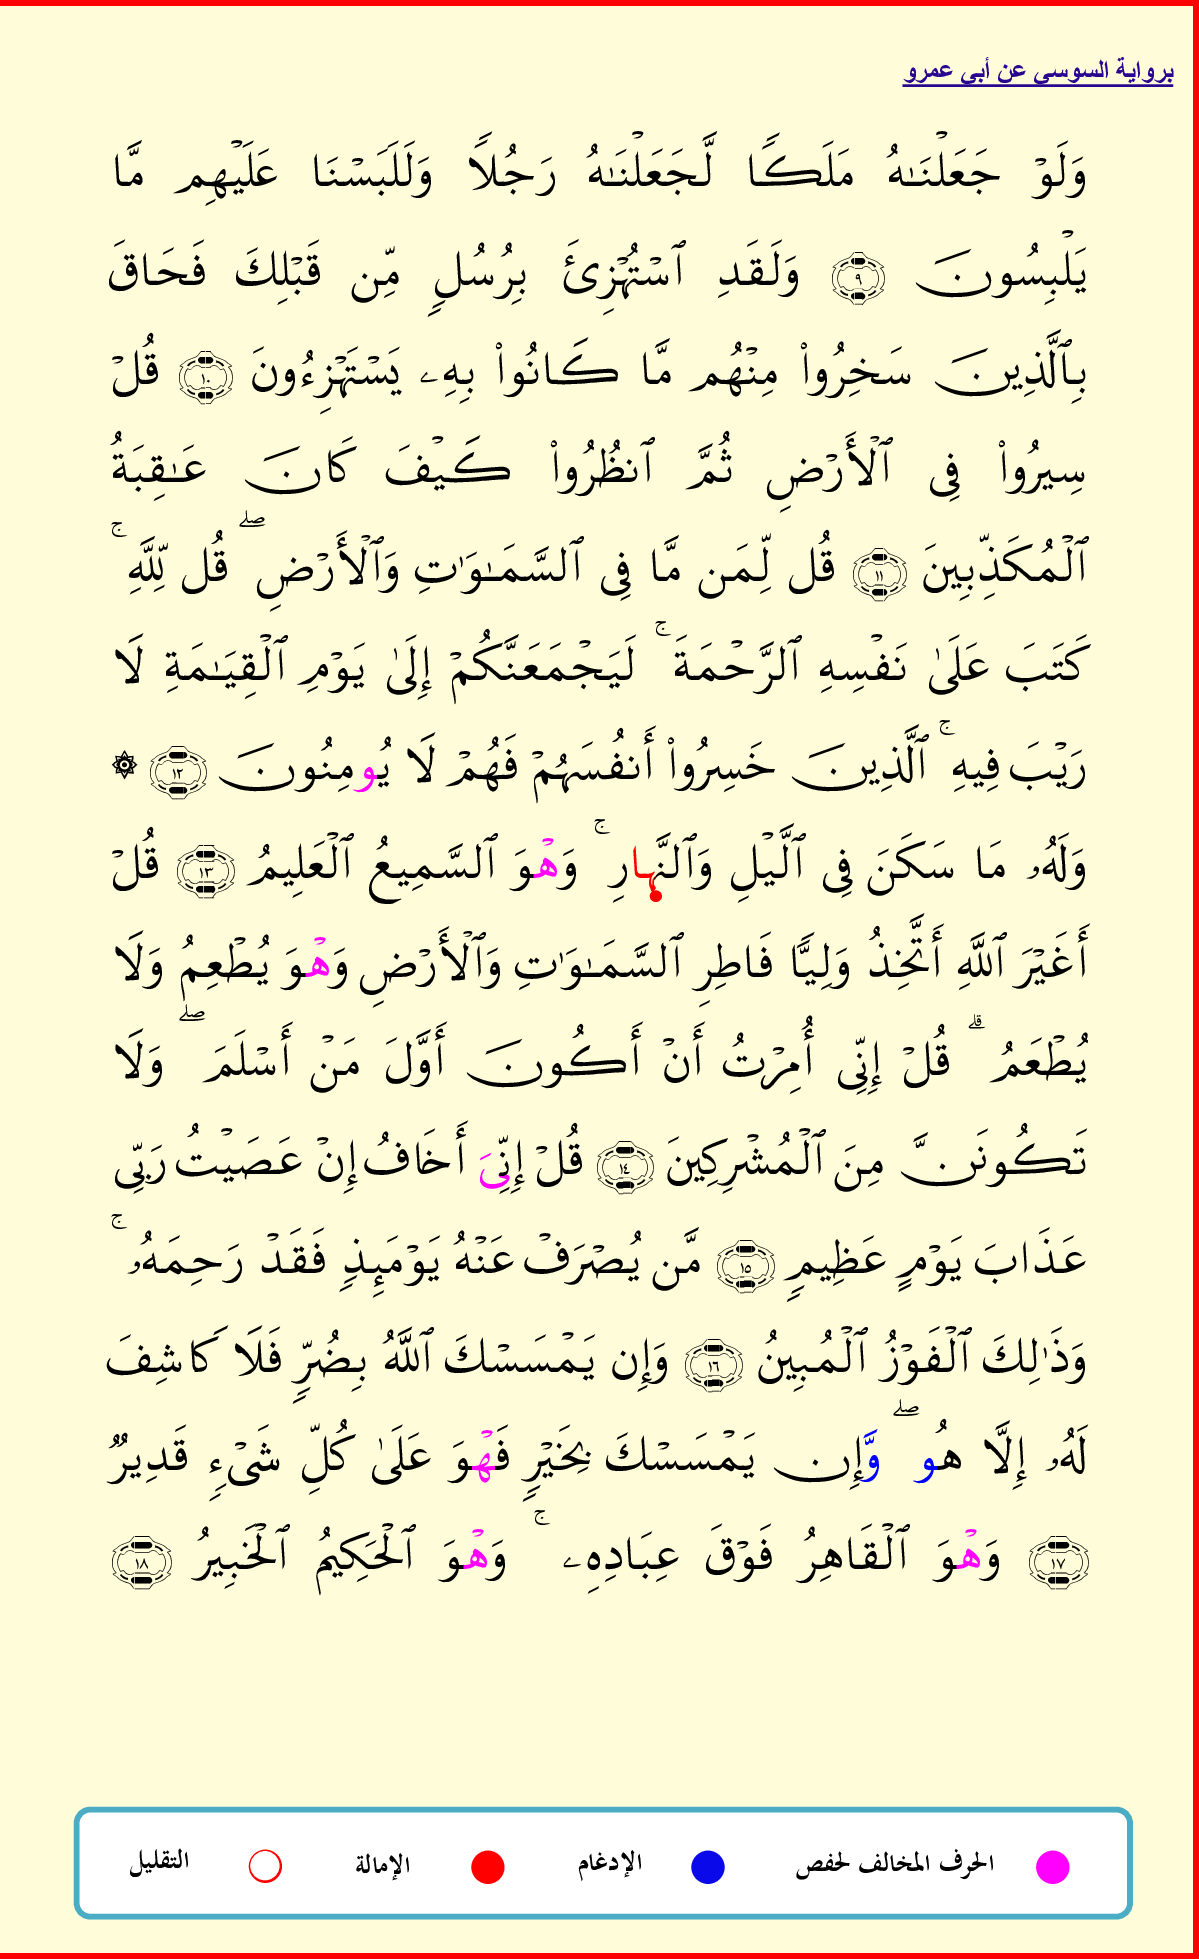 برواية السوسي عن أبي عمرو
وَلَوۡ جَعَلۡنَٰهُ مَلَكٗا لَّجَعَلۡنَٰهُ رَجُلٗا وَلَلَبَسۡنَا عَلَيۡهِم مَّا
يَلۡبِسُونَ ٩ وَلَقَدِ ٱسۡتُهۡزِئَ بِرُسُلٖ مِّن قَبۡلِكَ فَحَاقَ
بِٱلَّذِينَ سَخِرُواْ مِنۡهُم مَّا كَانُواْ بِهِۦ يَسۡتَهۡزِءُونَ ١٠ قُلۡ
سِيرُواْ فِي ٱلۡأَرۡضِ ثُمَّ ٱنظُرُواْ كَيۡفَ كَانَ عَٰقِبَةُ
ٱلۡمُكَذِّبِينَ ١١ قُل لِّمَن مَّا فِي ٱلسَّمَٰوَٰتِ وَٱلۡأَرۡضِۖ قُل لِّلَّهِۚ
كَتَبَ عَلَىٰ نَفۡسِهِ ٱلرَّحۡمَةَۚ لَيَجۡمَعَنَّكُمۡ إِلَىٰ يَوۡمِ ٱلۡقِيَٰمَةِ لَا
رَيۡبَ فِيهِۚ ٱلَّذِينَ خَسِرُواْ أَنفُسَهُمۡ فَهُمۡ لَا يُومِنُونَ ١٢ ۞
وَلَهُۥ مَا سَكَنَ فِي ٱلَّيۡلِ وَٱلنَّهارِۚ وَهۡوَ ٱلسَّمِيعُ ٱلۡعَلِيمُ ١٣ قُلۡ
أَغَيۡرَ ٱللَّهِ أَتَّخِذُ وَلِيّٗا فَاطِرِ ٱلسَّمَٰوَٰتِ وَٱلۡأَرۡضِ وَهۡوَ يُطۡعِمُ وَلَا
يُطۡعَمُۗ قُلۡ إِنِّي أُمِرۡتُ أَنۡ أَكُونَ أَوَّلَ مَنۡ أَسۡلَمَۖ وَلَا
تَكُونَنَّ مِنَ ٱلۡمُشۡرِكِينَ ١٤ قُلۡ إِنِّيَ أَخَافُ إِنۡ عَصَيۡتُ رَبِّي
عَذَابَ يَوۡمٍ عَظِيمٖ ١٥ مَّن يُصۡرَفۡ عَنۡهُ يَوۡمَئِذٖ فَقَدۡ رَحِمَهُۥۚ
وَذَٰلِكَ ٱلۡفَوۡزُ ٱلۡمُبِينُ ١٦ وَإِن يَمۡسَسۡكَ ٱللَّهُ بِضُرّٖ فَلَا كَاشِفَ
لَهُۥ إِلَّا هُوۖ وَّإِن يَمۡسَسۡكَ بِخَيۡرٖ فَهۡوَ عَلَىٰ كُلِّ شَيۡءٖ قَدِيرٞ
١٧ وَهۡوَ ٱلۡقَاهِرُ فَوۡقَ عِبَادِهِۦۚ وَهۡوَ ٱلۡحَكِيمُ ٱلۡخَبِيرُ ١٨
الحرف المخالف لحفص الإدغام الإمالة التقليل